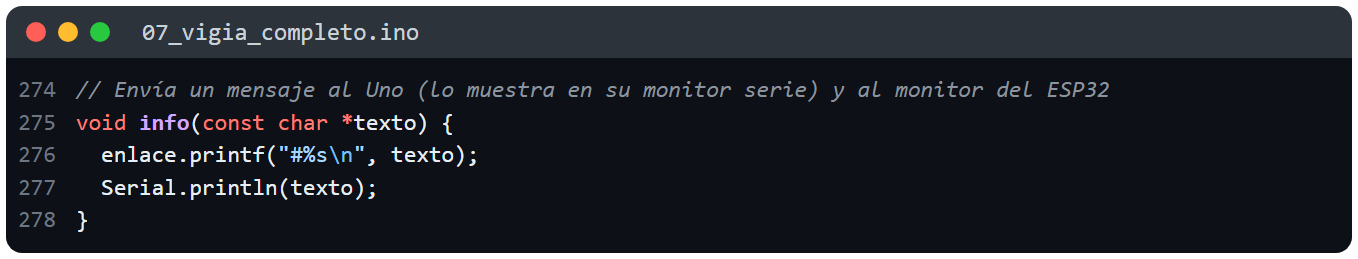 07_vigia_completo.ino
274 // Envía un mensaje al Uno (lo muestra en su monitor serie) y al monitor del ESP32
275 void info(const char *texto) {
276   enlace.printf("#%s\n", texto);
277   Serial.println(texto);
278 }